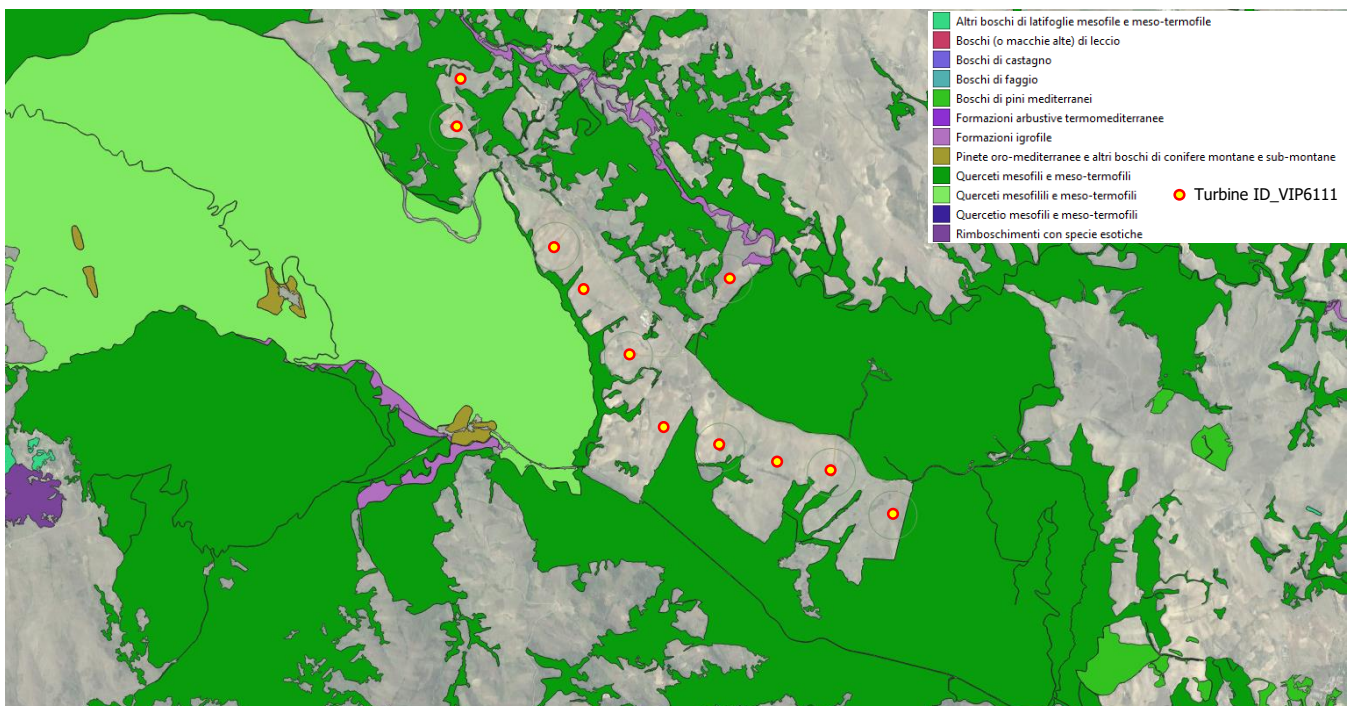 Altri boschi di latifoglie mesofile e meso-termofile
Boschi (o macchie alte) di leccio
Boschi di castagno
Boschi di faggio
Boschi di pini mediterranei
Formazioni arbustive termomediterranee
Formazioni igrofile
Pinete oro-mediterranee e altri boschi di conifere montane e sub-montane
Querceti mesofili e meso-termofili
Querceti mesofilili e meso-termofili
Quercetio mesofili e meso-termofili
Rimboschimenti con specie esotiche
Turbine ID_VIP6111